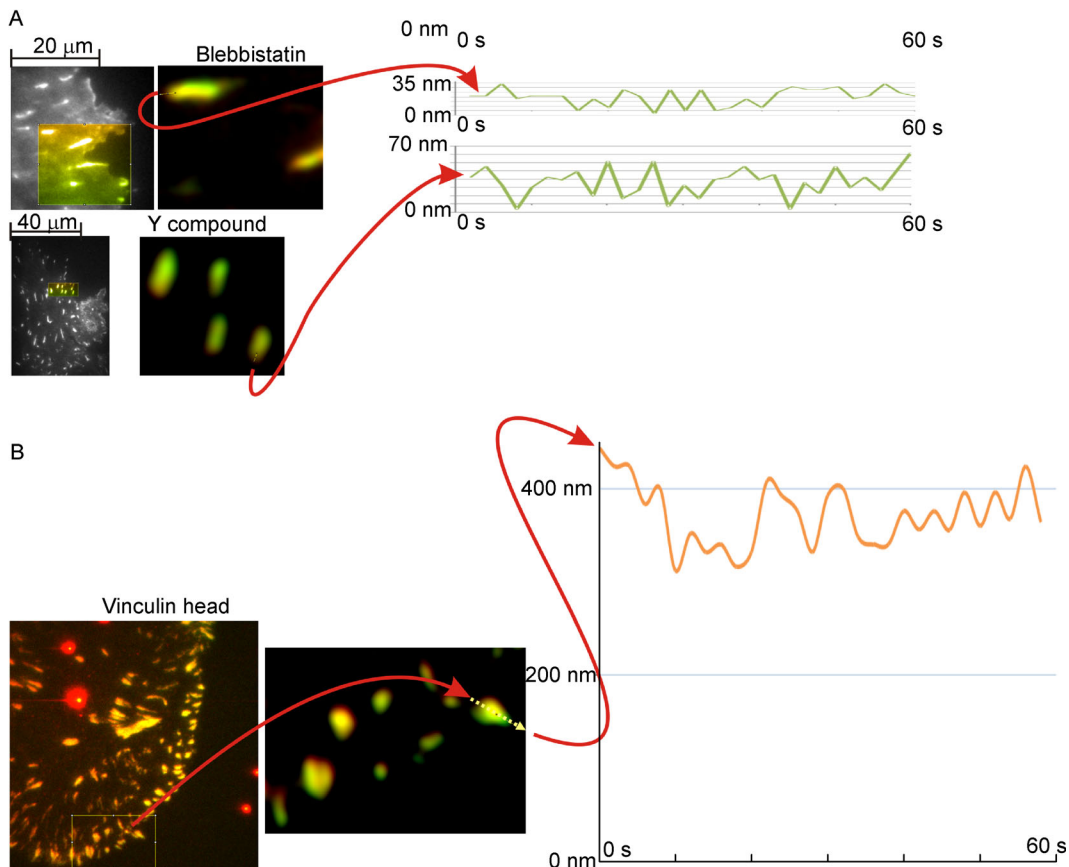 A
20 μm
Blebbistatin
0 nm
0 s
60 s
35 nm
0 nm
0 s
60 s
70 nm
0 nm
0 s
60 s
40 μm
Y compound
B
400 nm
200 nm
0 nm
0 s
60 s
Vinculin head